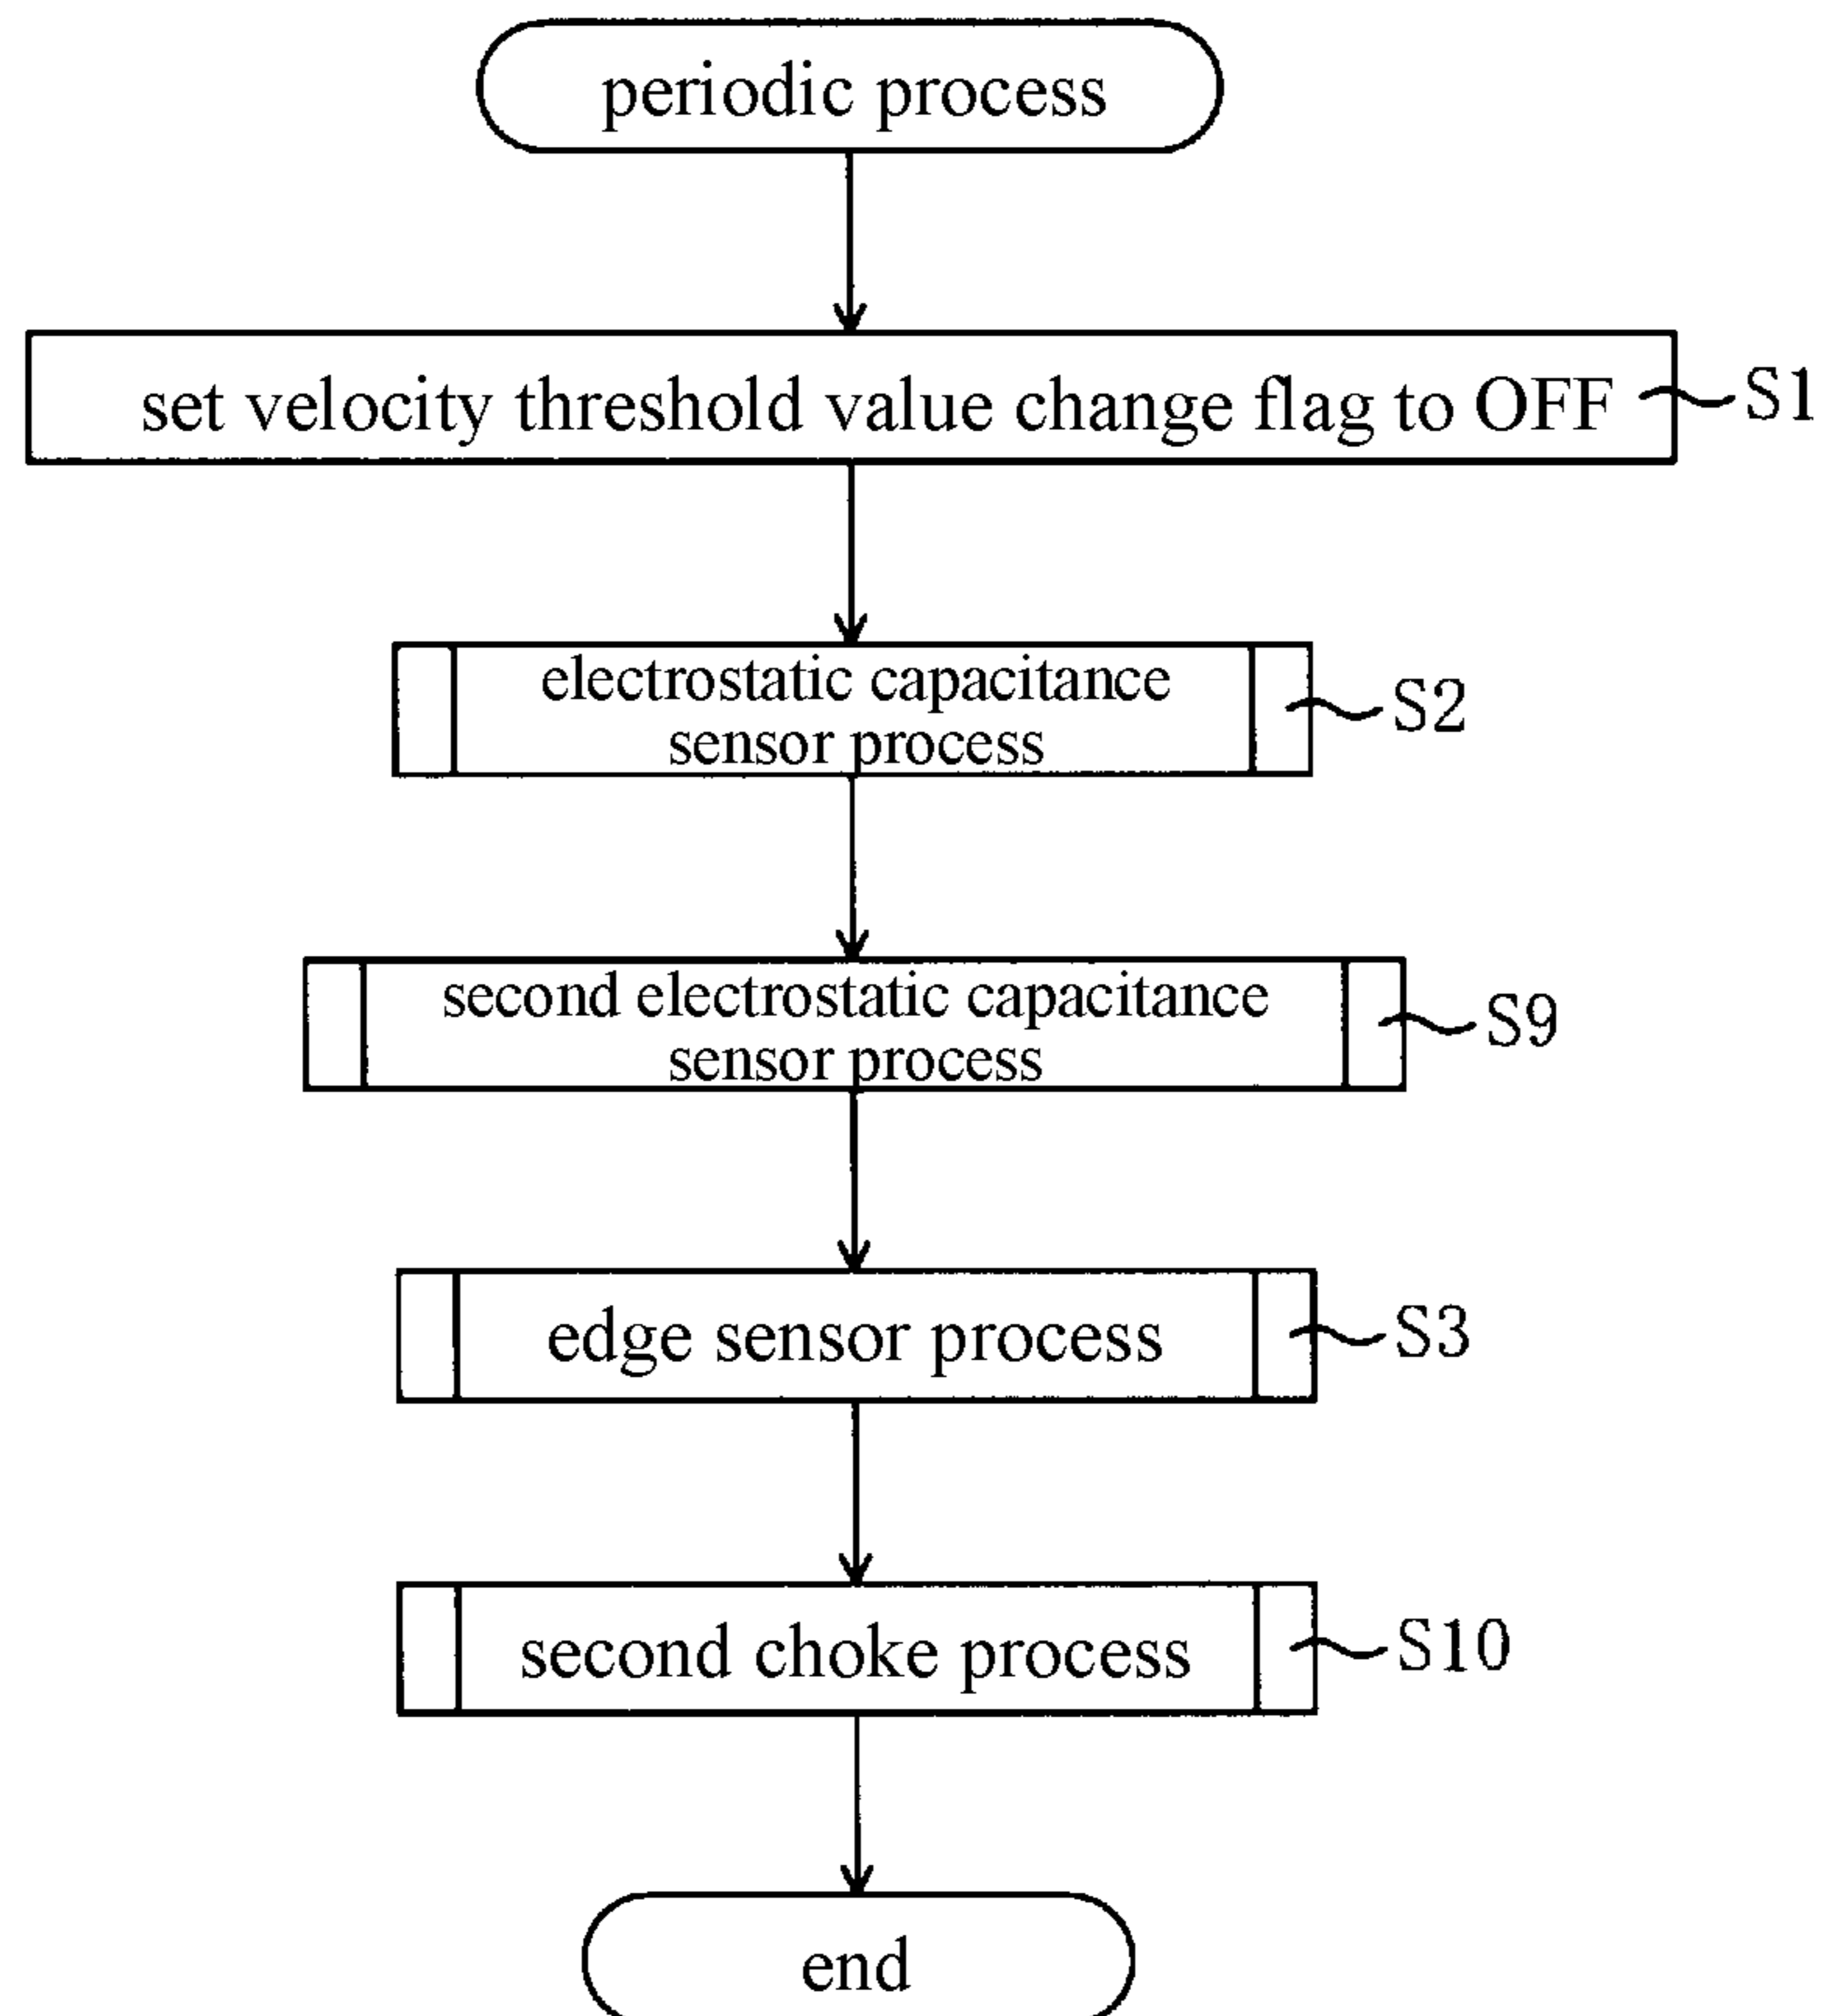 periodic process
set velocity threshold value change flag to OFF
S1
electrostatic capacitance
sensor process
S2
second electrostatic capacitance
sensor process
S9
edge sensor process
S3
second choke process
S10
end